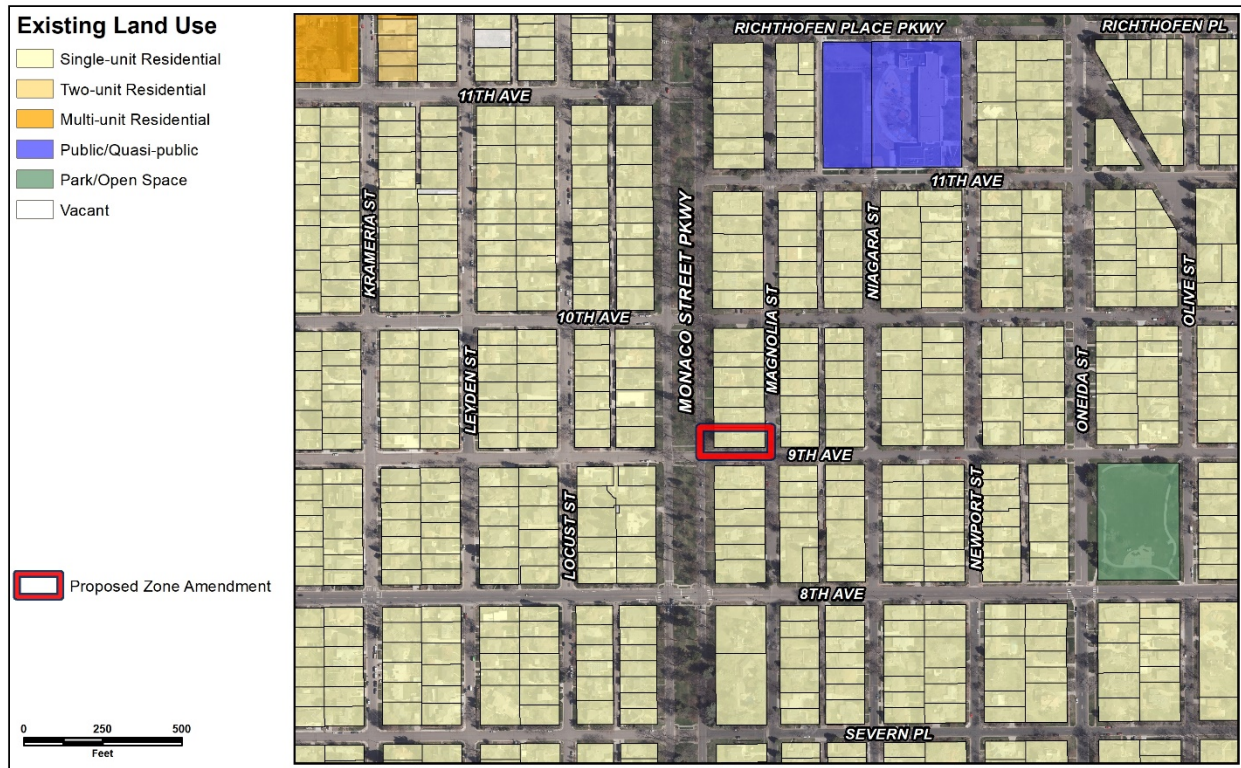 Existing Land Use
Single-unit Residential
Two-unit Residential
Multi-unit Residential
Public/Quasi-public
Park/Open Space
Vacant
Proposed Zone Amendment
0 250 500
Feet
RICHTHOFEN PLACE PKWY
RICHTHOFEN PL
11TH AVE
11TH AVE
KRAMERIA ST
MONACO STREET PKWY
NIAGARA ST
OLIVE ST
MAGNOLIA ST
10TH AVE
LEYDEN ST
ONEIDA ST
9TH AVE
LOCUST ST
NEWPORT ST
8TH AVE
SEVERN PL